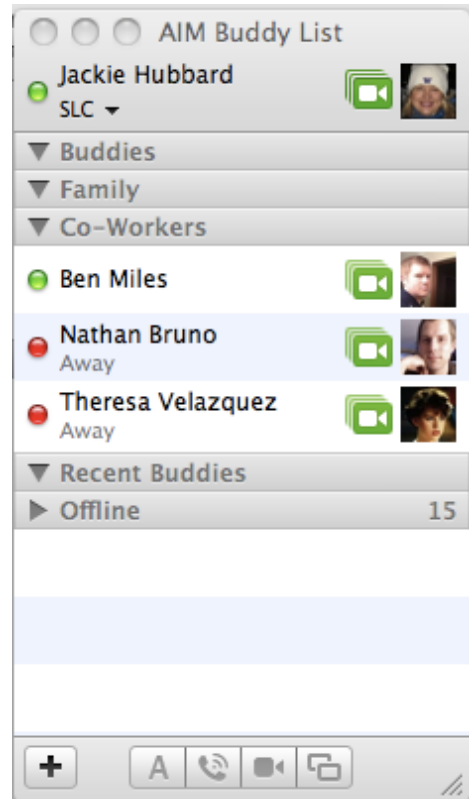 AIM Buddy List
Jackie Hubbard
SLC
Buddies
Family
Co-Workers
Ben Miles
Nathan Bruno
Away
Theresa Velazquez
Away
Recent Buddies
Offline 15
A